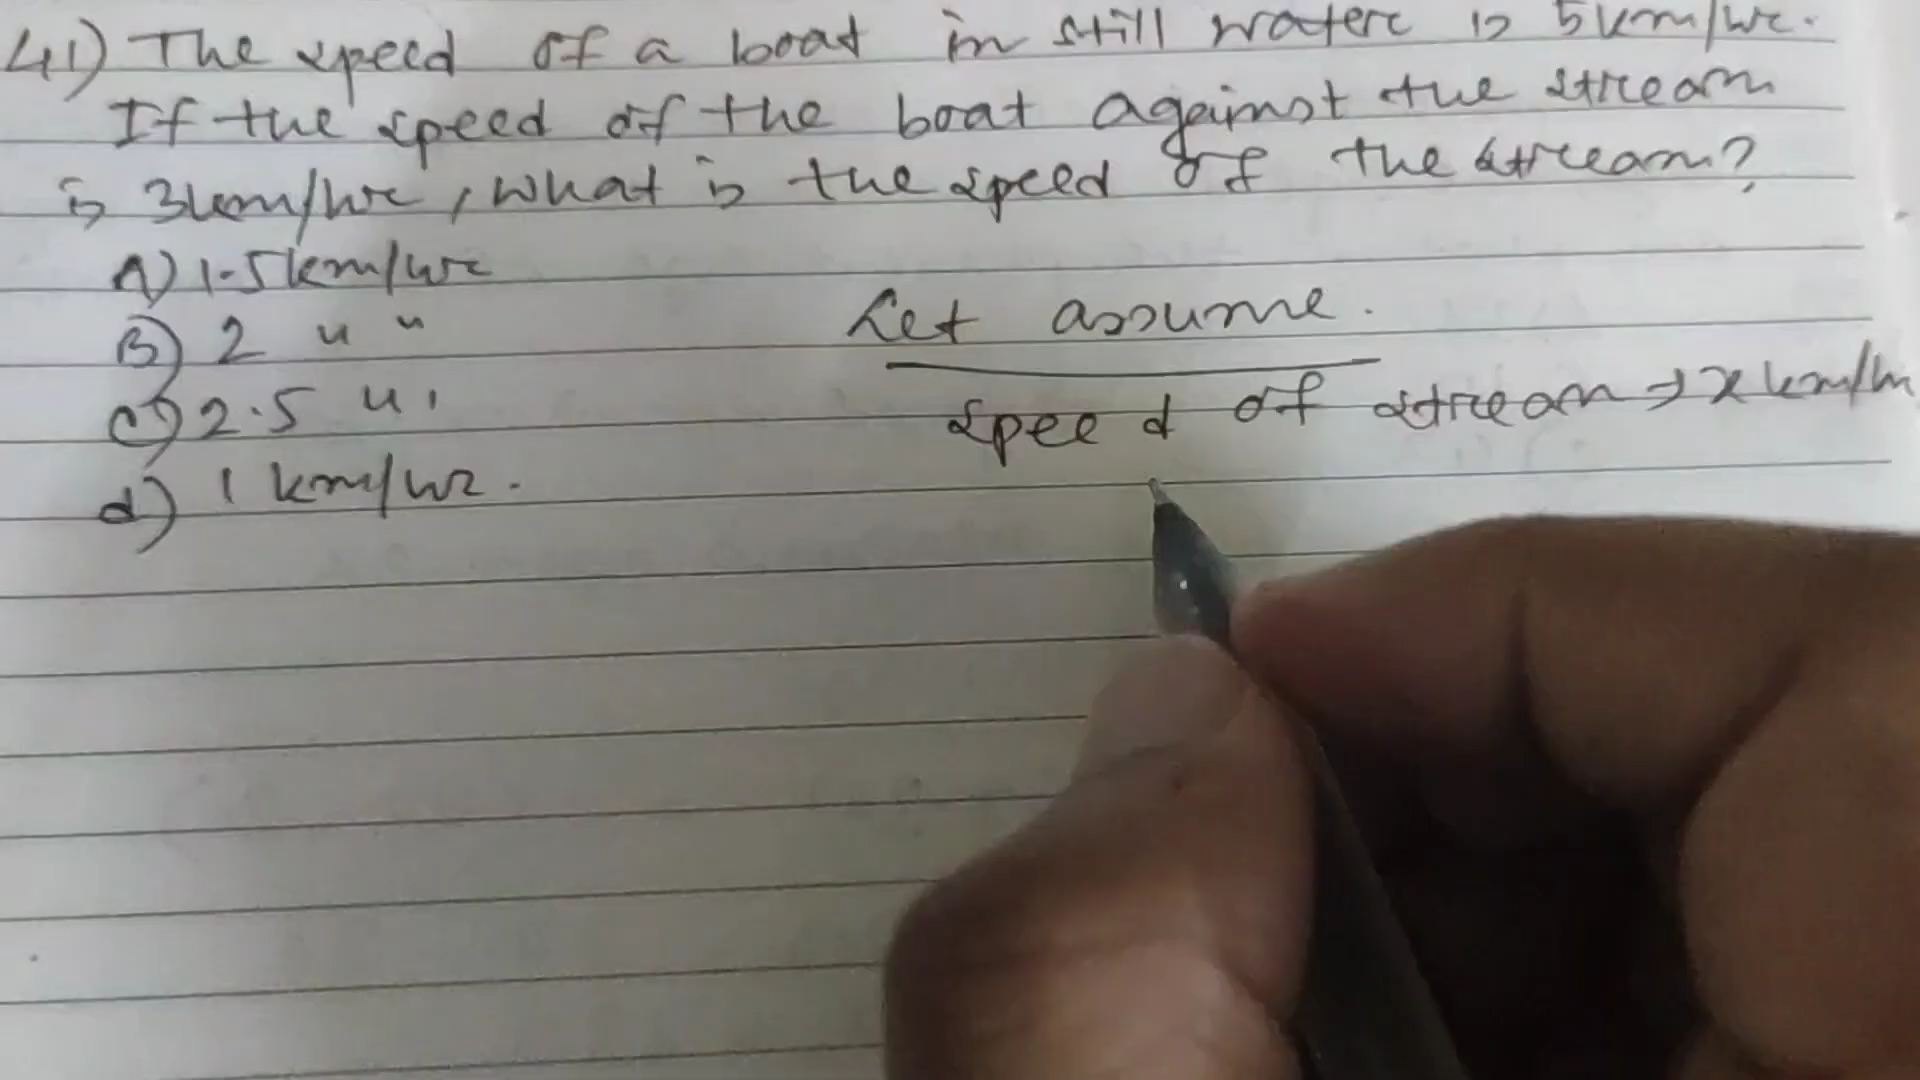 41) The speed of a boat in still water is 5km/hr.
If the speed of the boat against the stream
is 3km/hr, what is the speed of the stream?
A) 1.5km/hr
B) 2 " "
C) 2.5 " "
d) 1 km/hr.
Let assume.
speed of stream → x km/hr